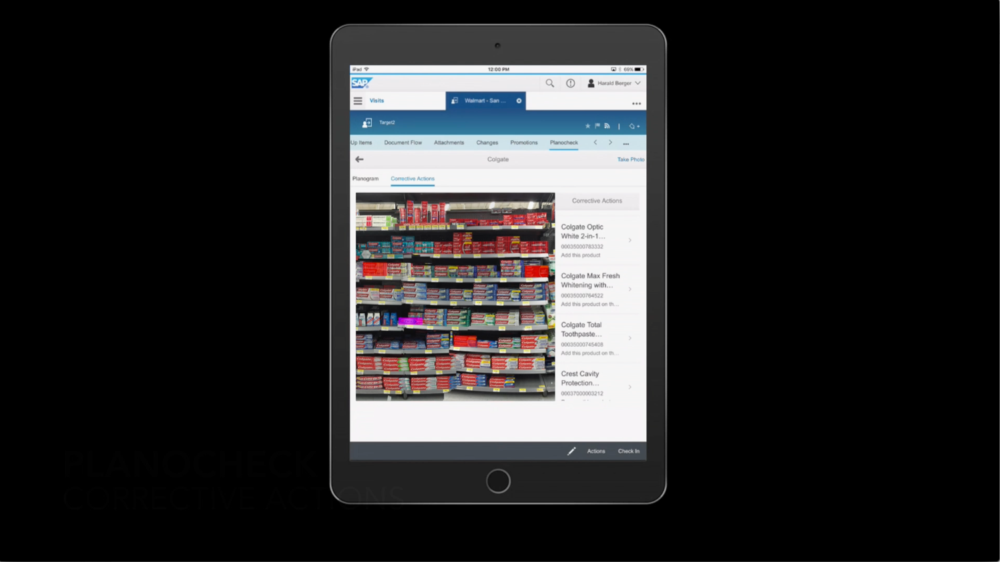 iPad
12:00 PM
69%
SAP
Harald Berger
Visits
Walmart - San ...
Target2
Up Items
Document Flow
Attachments
Changes
Promotions
Planocheck
Colgate
Take Photo
Planogram
Corrective Actions
Corrective Actions
Colgate Optic
White 2-in-1...
00035000763332
Add this product
Colgate Max Fresh
Whitening with...
00035000764522
Add this product on th...
Colgate Total
Toothpaste...
00035000745408
Add this product on th...
Crest Cavity
Protection...
00037000003212
Actions
Check In
PLANOCHECK
CORRECTIVE ACTIONS